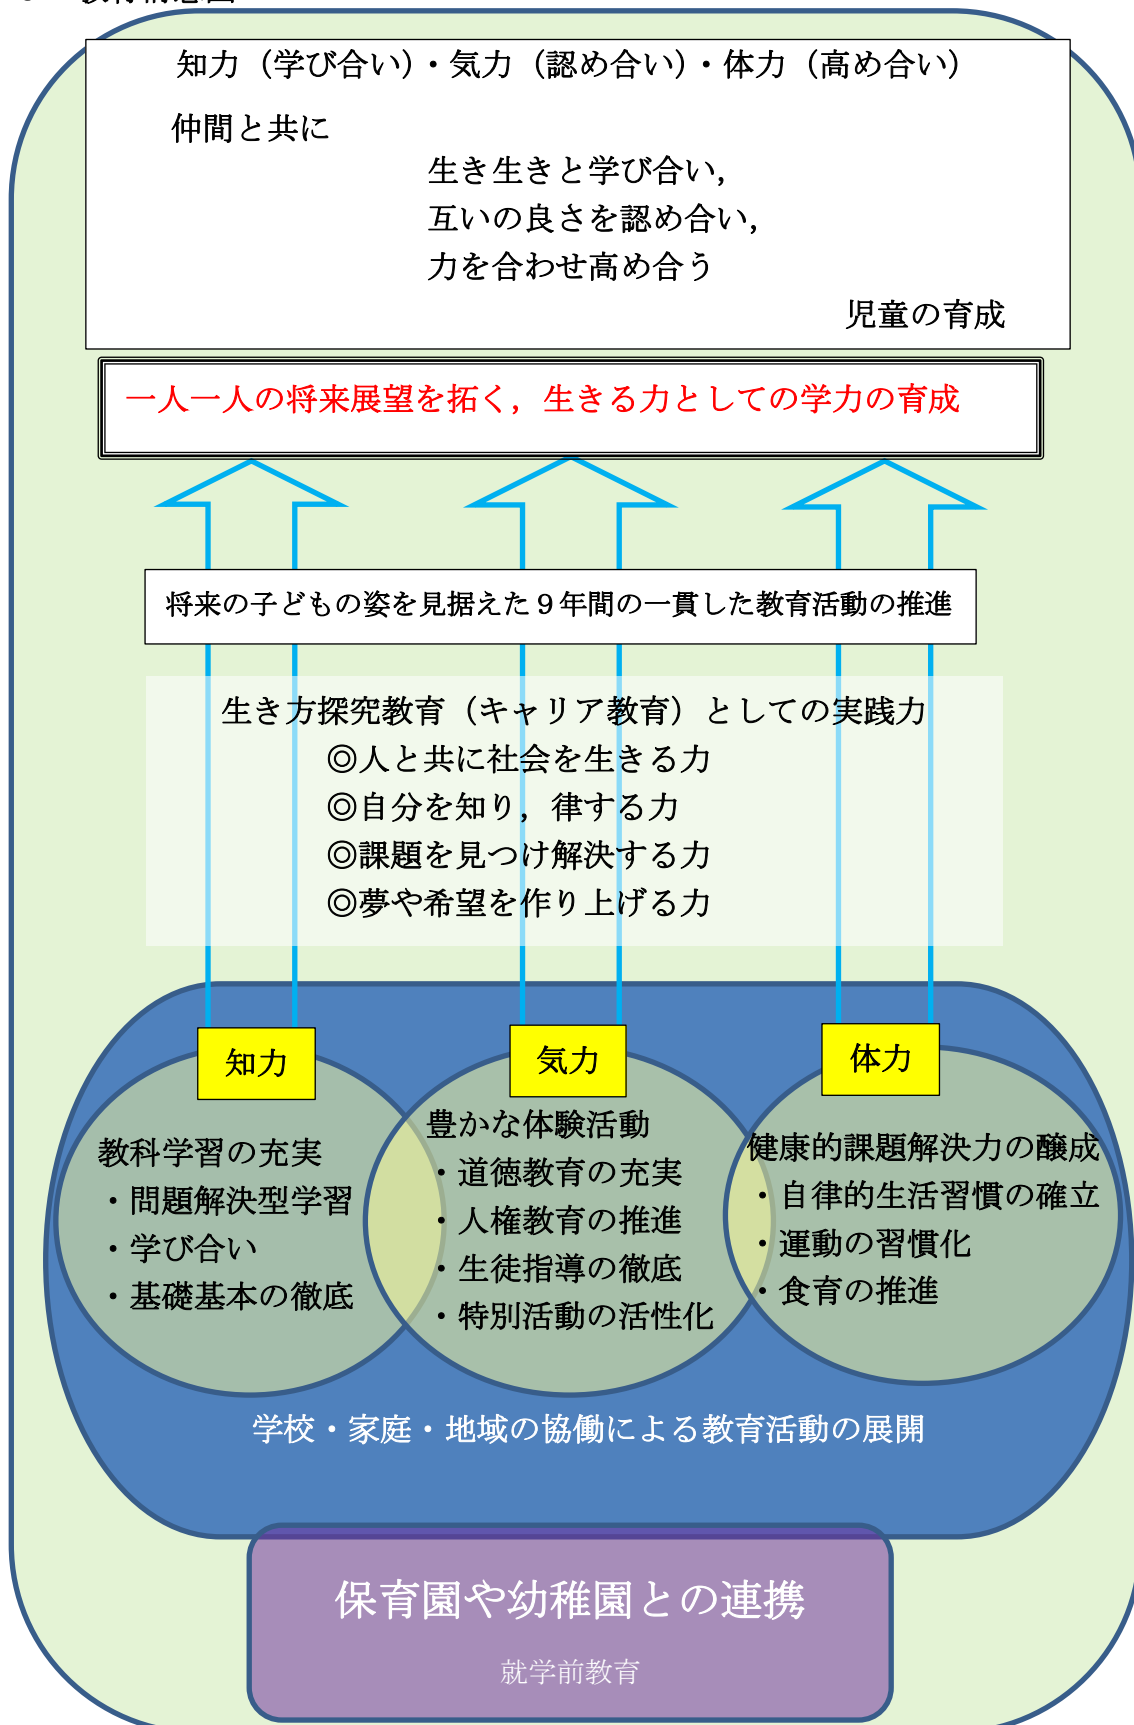 知力（学び合い）・気力（認め合い）・体力（高め合い）
仲間と共に
生き生きと学び合い，
互いの良さを認め合い，
力を合わせ高め合う
児童の育成
一人一人の将来展望を拓く，生きる力としての学力の育成
将来の子どもの姿を見据えた９年間の一貫した教育活動の推進
生き方探究教育（キャリア教育）としての実践力
◎人と共に社会を生きる力
◎自分を知り，律する力
◎課題を見つけ解決する力
◎夢や希望を作り上げる力
知力
教科学習の充実
・問題解決型学習
・学び合い
・基礎基本の徹底
気力
豊かな体験活動
・道徳教育の充実
・人権教育の推進
・生徒指導の徹底
・特別活動の活性化
体力
健康的課題解決力の醸成
・自律的生活習慣の確立
・運動の習慣化
・食育の推進
学校・家庭・地域の協働による教育活動の展開
保育園や幼稚園との連携
就学前教育